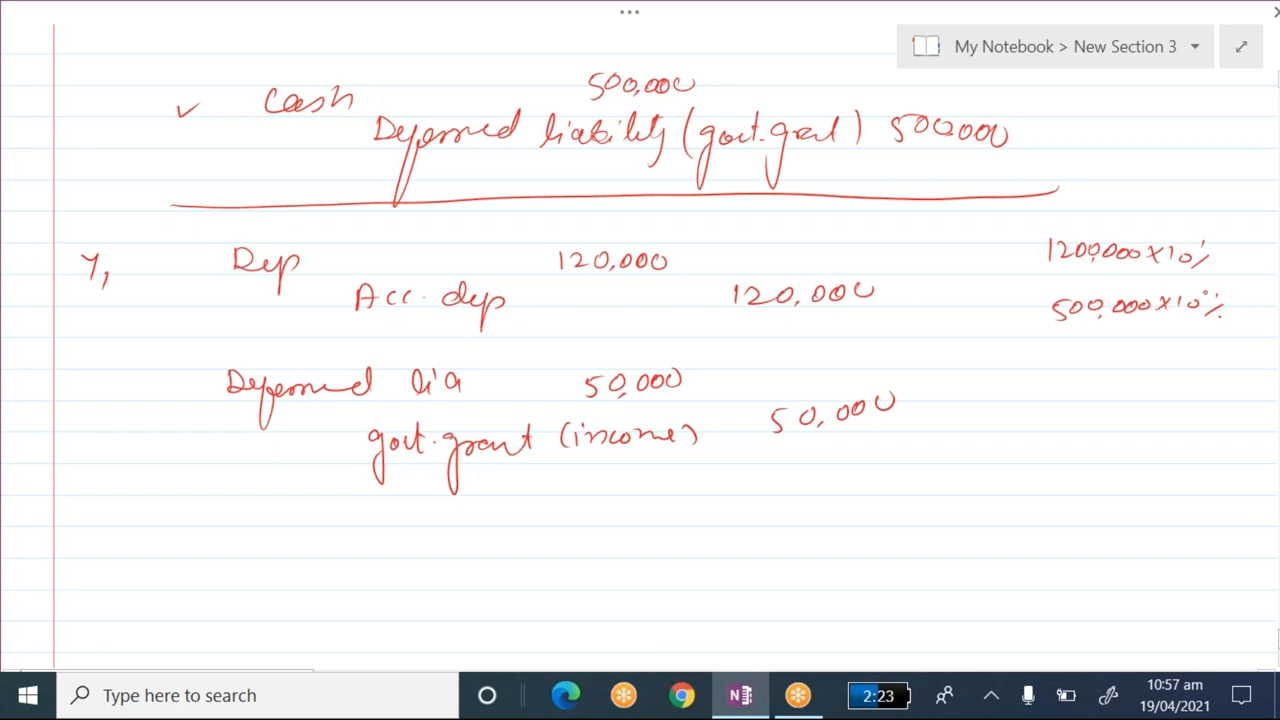 My Notebook > New Section 3
500,000
✓ Cash
Deferred liability (govt. grant) 500000
Y1 Dep 120,000 1200,000 × 10%
Acc. dep 120,000 500,000 × 10%
Deferred lia 50,000
govt. grant (income) 50,000
Type here to search
2:23
10:57 am
19/04/2021